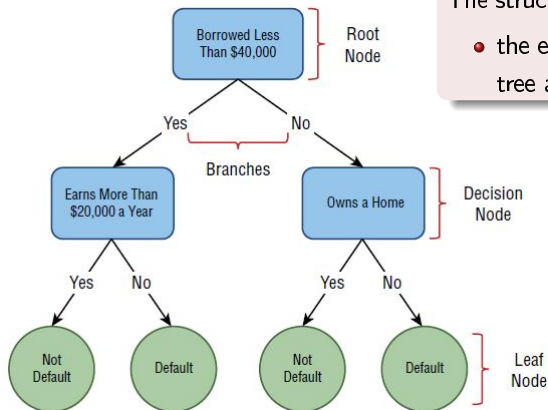 The struc
• the e
tree a
Borrowed Less
Than $40,000
Root
Node
Yes
No
Branches
Earns More Than
$20,000 a Year
Owns a Home
Decision
Node
Yes
No
Yes
No
Not
Default
Default
Not
Default
Default
Leaf
Node